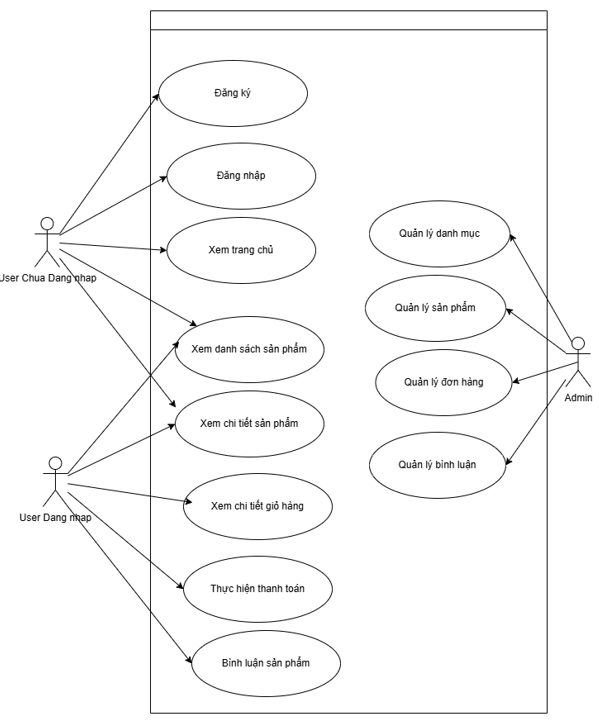 Đăng ký
Đăng nhập
Xem trang chủ
User Chua Dang nhap
Xem danh sách sản phẩm
Xem chi tiết sản phẩm
User Dang nhap
Xem chi tiết giỏ hàng
Thực hiện thanh toán
Bình luận sản phẩm
Quản lý danh mục
Quản lý sản phẩm
Quản lý đơn hàng
Admin
Quản lý bình luận